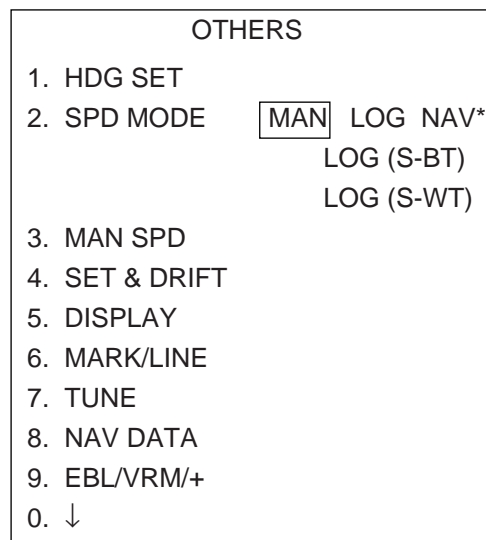 OTHERS
1. HDG SET
2. SPD MODE MAN LOG NAV*
LOG (S-BT)
LOG (S-WT)
3. MAN SPD
4. SET & DRIFT
5. DISPLAY
6. MARK/LINE
7. TUNE
8. NAV DATA
9. EBL/VRM/+
0. ↓